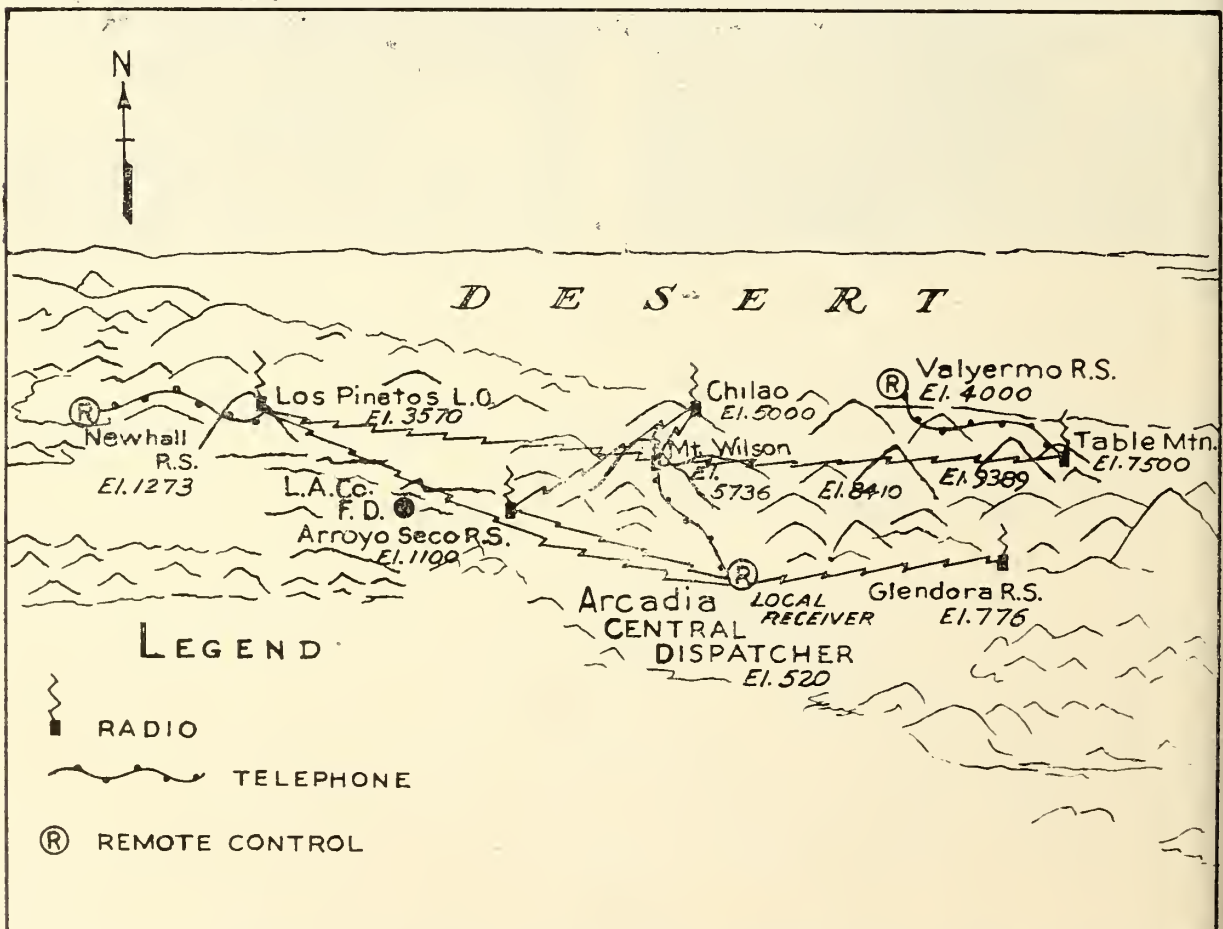 N
DESERT
Valyermo R.S.
El. 4000
Los Pinetos L.O.
El. 3570
Chilao
El. 5000
R
R
Newhall
R.S.
El. 1273
Mt. Wilson
El.
5736
El. 8410
El. 9389
Table Mtn.
El. 7500
L.A. Co.
F. D.
Arroyo Seco R.S.
El. 1100
R
Arcadia
CENTRAL
DISPATCHER
El. 520
LOCAL
RECEIVER
Glendora R.S.
El. 776
LEGEND
RADIO
TELEPHONE
R REMOTE CONTROL